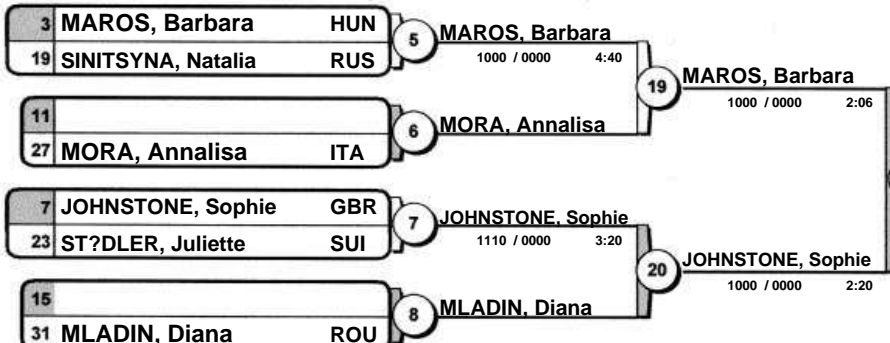 3 MAROS, Barbara HUN
19 SINITSYNA, Natalia RUS
5
MAROS, Barbara
1000 / 0000 4:40
11
27 MORA, Annalisa ITA
6
MORA, Annalisa
19
MAROS, Barbara
1000 / 0000 2:06
7 JOHNSTONE, Sophie GBR
23 ST?DLER, Juliette SUI
7
JOHNSTONE, Sophie
1110 / 0000 3:20
15
31 MLADIN, Diana ROU
8
MLADIN, Diana
20
JOHNSTONE, Sophie
1000 / 0000 2:20